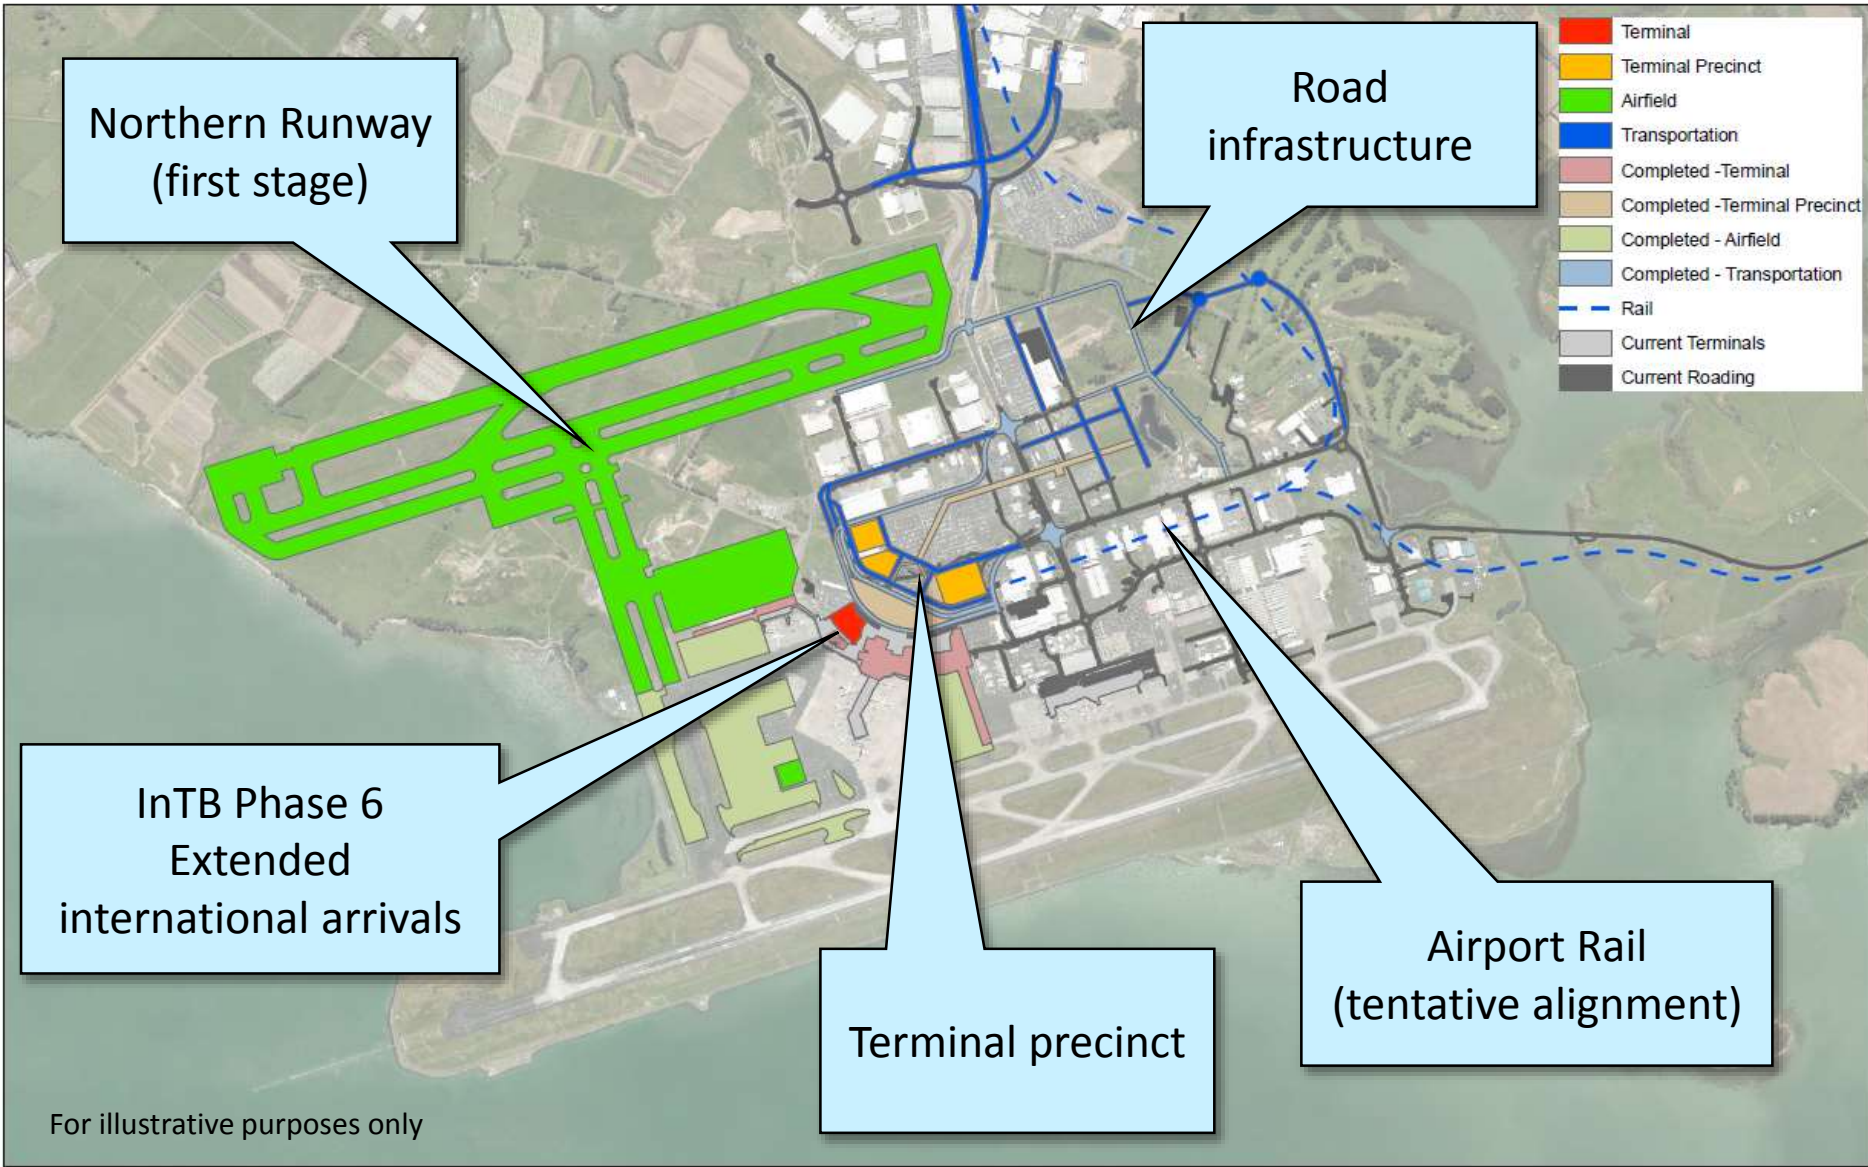 Northern Runway
(first stage)
Road
infrastructure
Terminal
Terminal Precinct
Airfield
Transportation
Completed -Terminal
Completed -Terminal Precinct
Completed - Airfield
Completed - Transportation
Rail
Current Terminals
Current Roading
InTB Phase 6
Extended
international arrivals
Terminal precinct
Airport Rail
(tentative alignment)
For illustrative purposes only